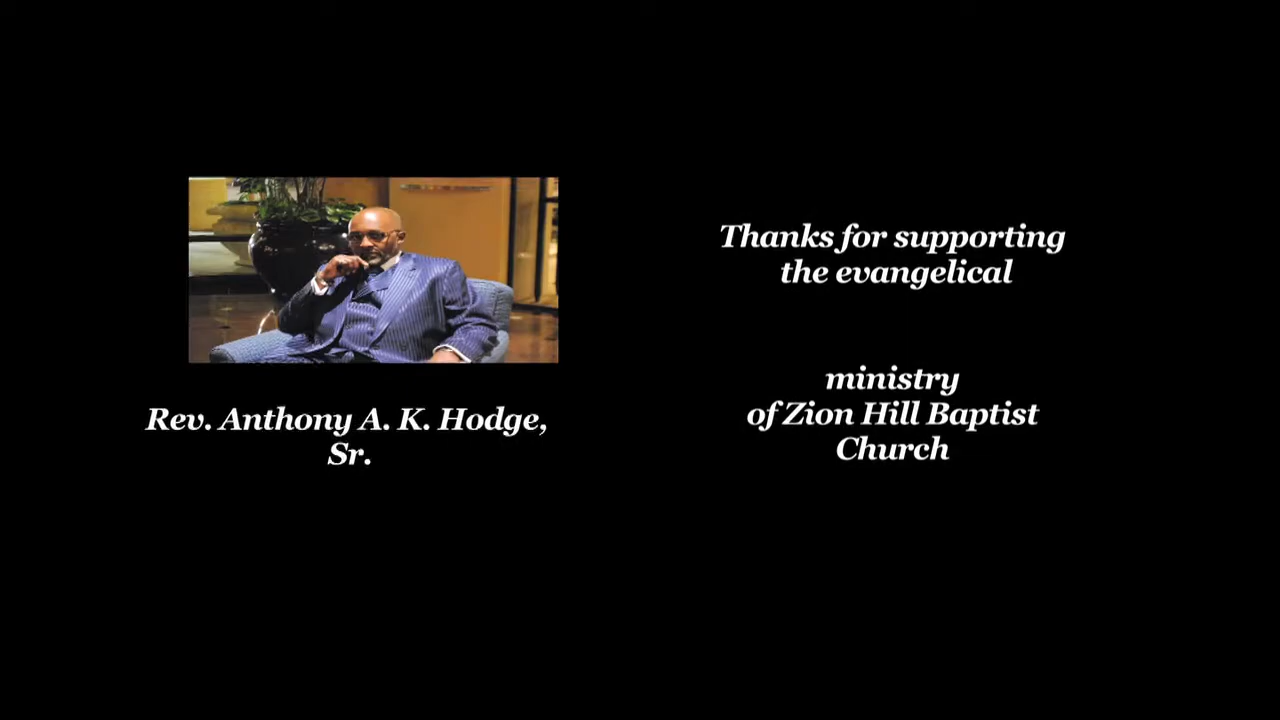 Rev. Anthony A. K. Hodge,
Sr.
Thanks for supporting
the evangelical
ministry
of Zion Hill Baptist
Church